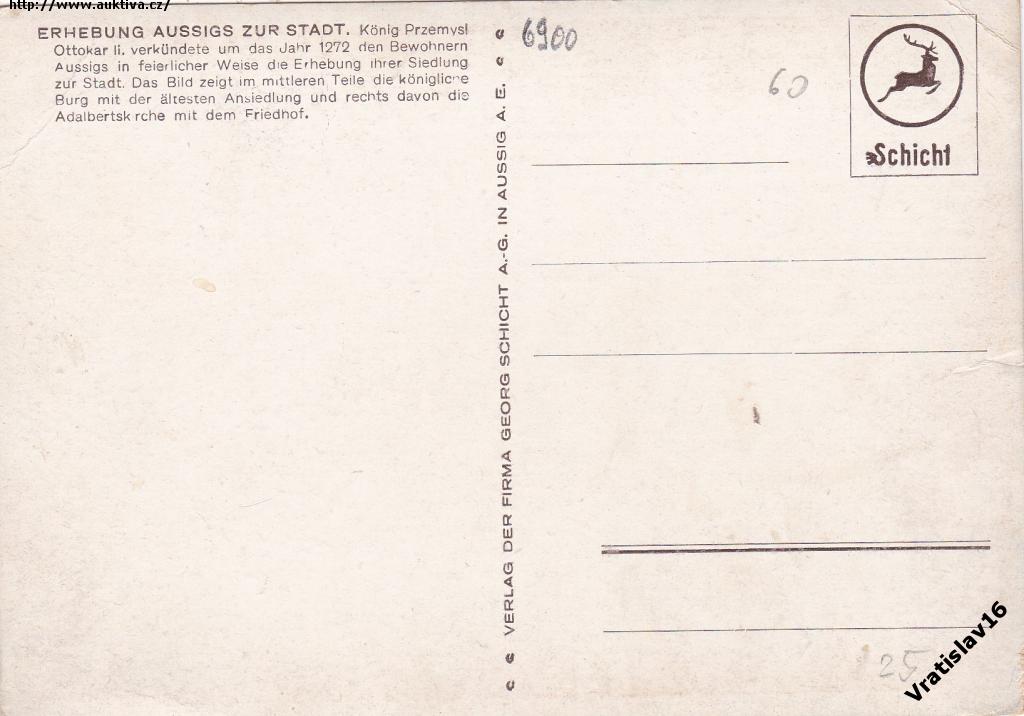 http://www.auktiva.cz/
ERHEBUNG AUSSIGS ZUR STADT. König Przemysl
Ottokar II. verkündete um das Jahr 1272 den Bewohnern
Aussigs in feierlicher Weise die Erhebung ihrer Siedlung
zur Stadt. Das Bild zeigt im mittleren Teile die königliche
Burg mit der ältesten Ansiedlung und rechts davon die
Adalbertskirche mit dem Friedhof.
VERLAG DER FIRMA GEORG SCHICHT A.-G. IN AUSSIG A. E.
6900
60
Schicht
25
Vratislav16